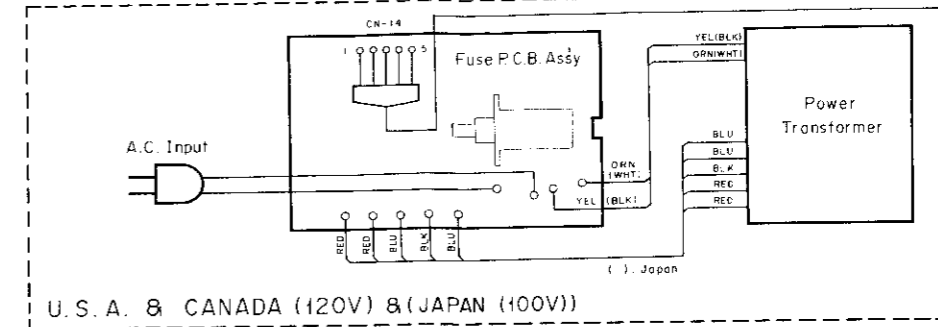 CN-14
1 5
Fuse P.C.B. Assy
YEL(BLK)
ORN(WHT)
Power
Transformer
A.C. Input
BLU
BLU
BLK
RED
RED
ORN
(WHT)
YEL (BLK)
RED
RED
BLU
BLK
BLU
( ). Japan
U.S.A. & CANADA (120V) &(JAPAN (100V))